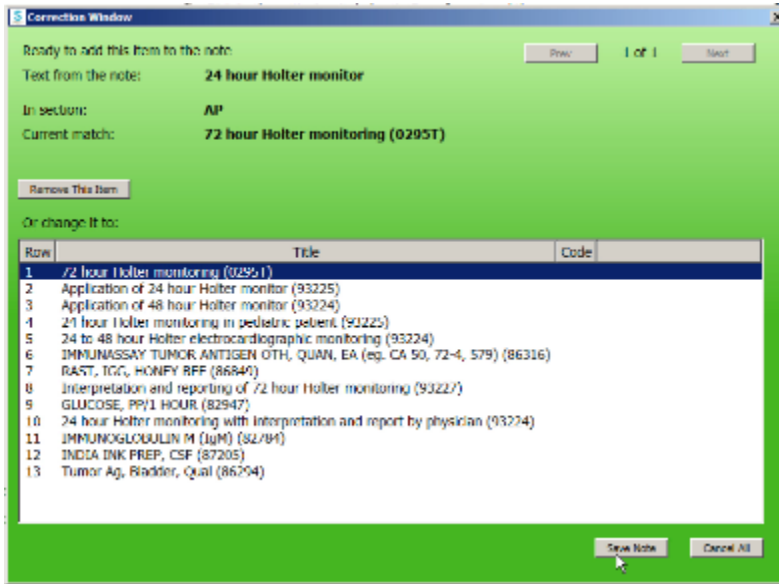 Correction Window
Ready to add this item to the note
Prev 1 of 1 Next
Text from the note: 24 hour Holter monitor
In section: AP
Current match: 72 hour Holter monitoring (0295T)
Remove This Item
Or change it to:
Row Title Code
1 72 hour Holter monitoring (0295T)
2 Application of 24 hour Holter monitor (93225)
3 Application of 48 hour Holter monitor (93224)
4 24 hour Holter monitoring in pediatric patient (93225)
5 24 to 48 hour Holter electrocardiographic monitoring (93224)
6 IMMUNASSAY TUMOR ANTIGEN OTH, QUAN, EA (eg. CA 50, 72-4, 579) (86316)
7 RAST, IGG, HONEY BEE (86849)
8 Interpretation and reporting of 72 hour Holter monitoring (93227)
9 GLUCOSE, PP/1 HOUR (82947)
10 24 hour Holter monitoring with interpretation and report by physician (93224)
11 IMMUNOGLOBULIN M (IgM) (82784)
12 INDIA INK PREP, CSF (87205)
13 Tumor Ag, Bladder, Qual (86294)
Save Note Cancel All